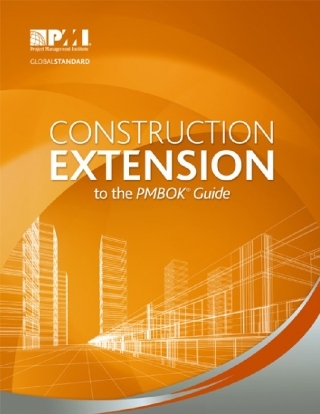 PMI
Project Management Institute
GLOBALSTANDARD
CONSTRUCTION
EXTENSION
to the PMBOK® Guide